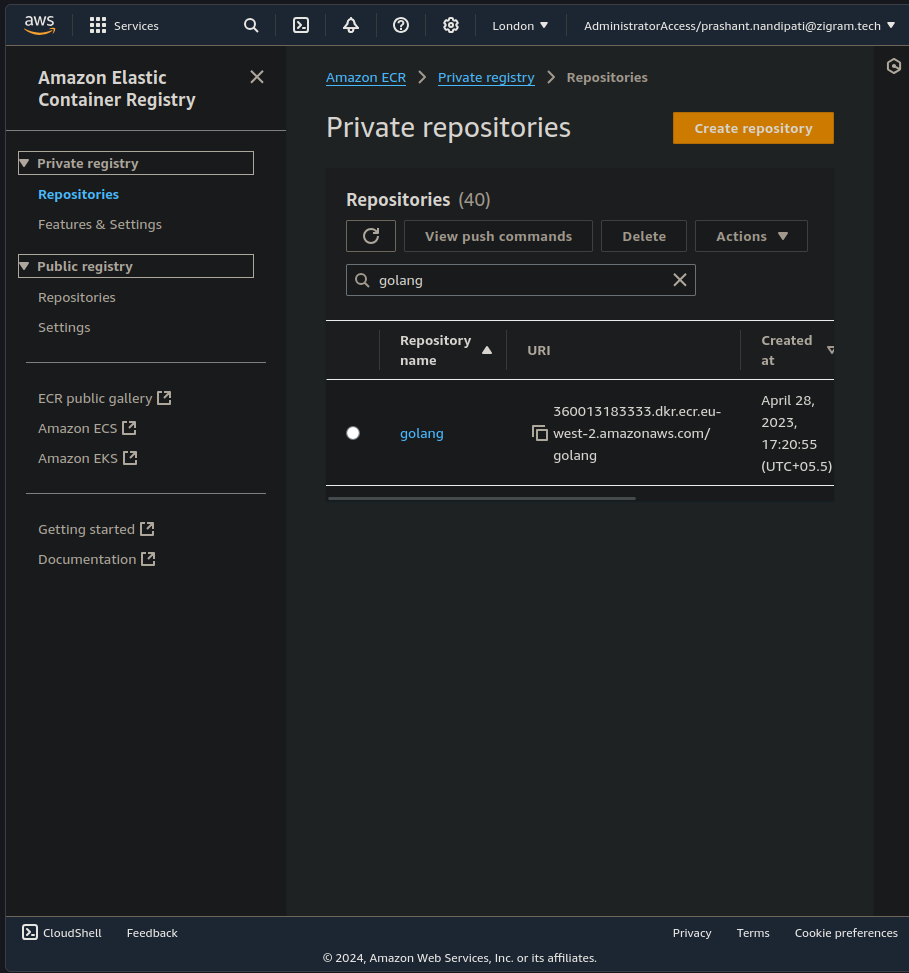 aws
Services
London
AdministratorAccess/prashant.nandipati@zigram.tech
Amazon Elastic
Container Registry
Private registry
Repositories
Features & Settings
Public registry
Repositories
Settings
ECR public gallery
Amazon ECS
Amazon EKS
Getting started
Documentation
Amazon ECR
Private registry
Repositories
Private repositories
Create repository
Repositories (40)
View push commands
Delete
Actions
golang
Repository
name
URI
Created
at
golang
360013183333.dkr.ecr.eu-
west-2.amazonaws.com/
golang
April 28,
2023,
17:20:55
(UTC+05.5)
CloudShell
Feedback
Privacy
Terms
Cookie preferences
© 2024, Amazon Web Services, Inc. or its affiliates.